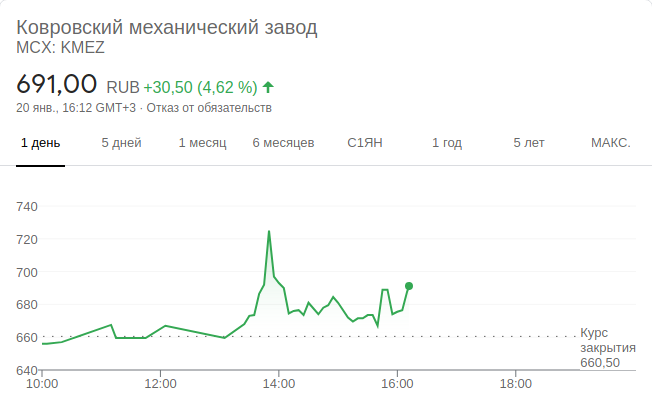 Ковровский механический завод
MCX: KMEZ
691,00 RUB +30,50 (4,62 %)
20 янв., 16:12 GMT+3 · Отказ от обязательств
1 день 5 дней 1 месяц 6 месяцев С1ЯН 1 год 5 лет МАКС.
740
720
700
680
660
640
Курс
закрытия
660,50
10:00 12:00 14:00 16:00 18:00